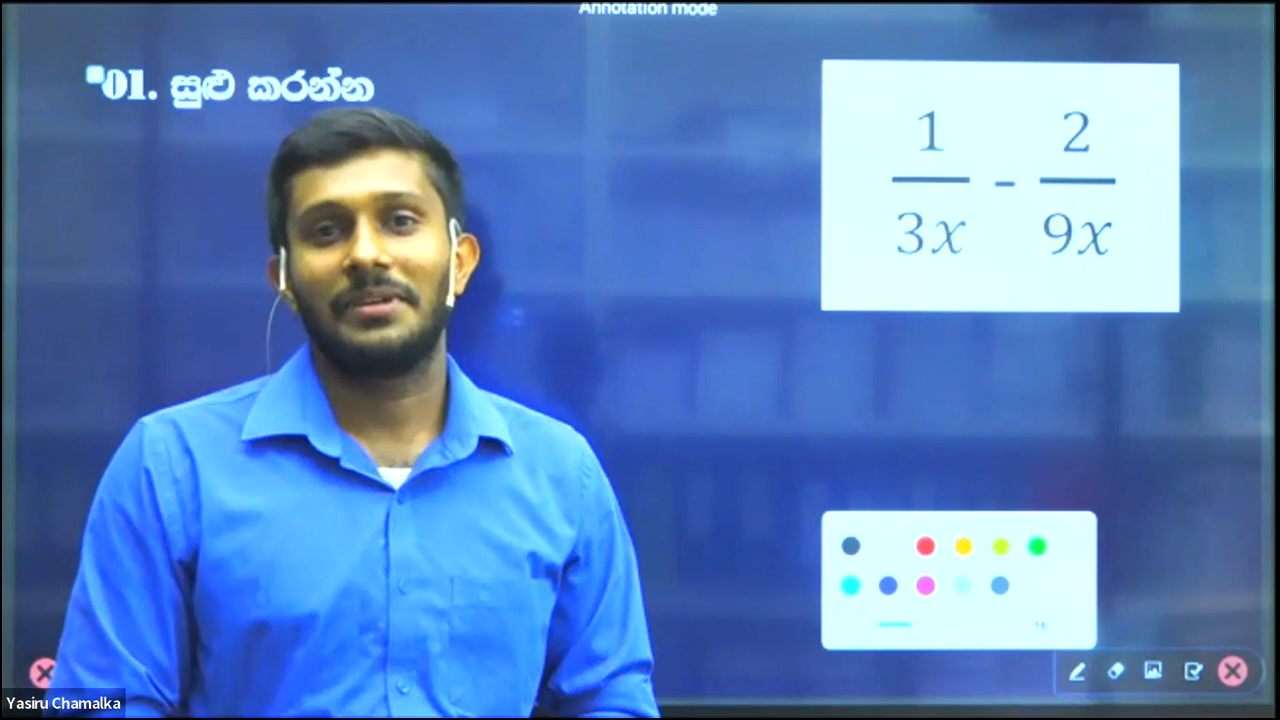 Annotation mode
01. සුළු කරන්න
1 2
3x - 9x
Yasiru Chamalka